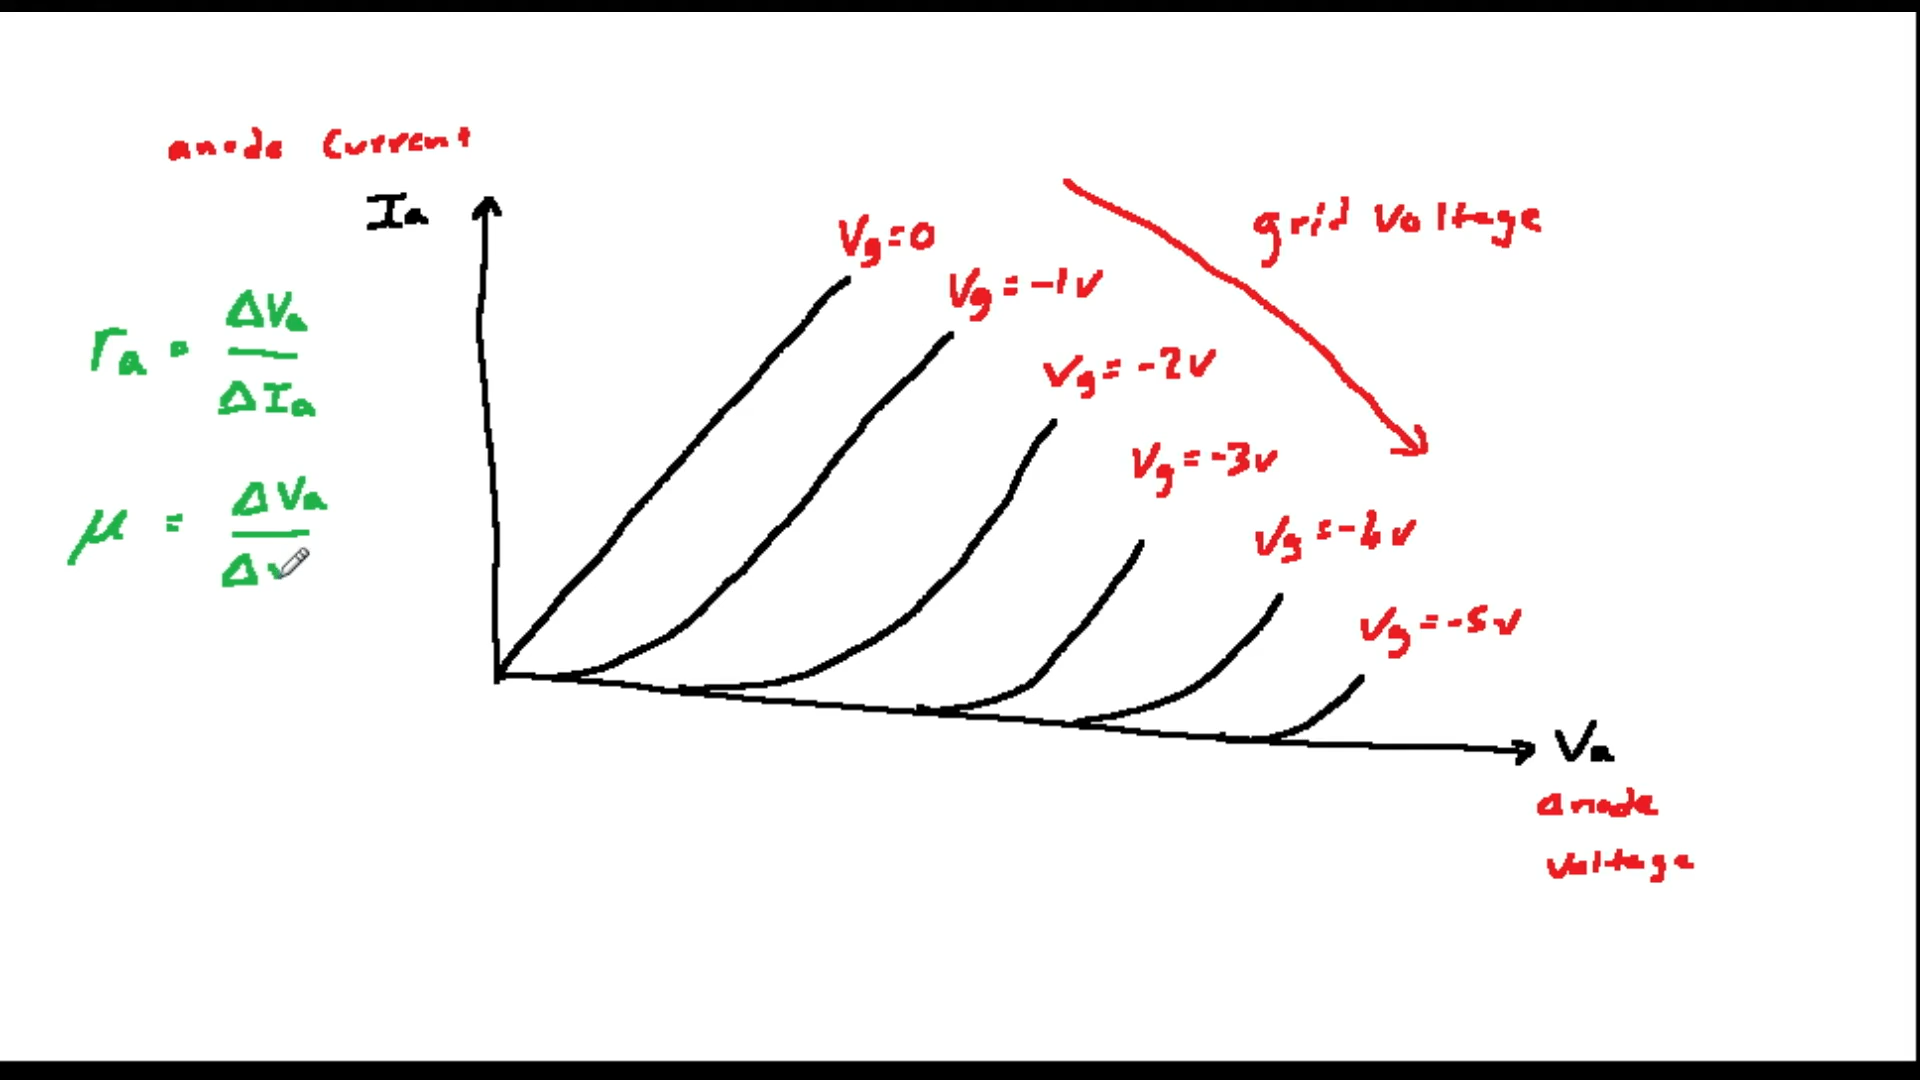 anode Current
Ia
Vg=0
grid Voltage
Vg=-1v
Vg=-2v
Vg=-3v
Vg=-4v
Vg=-5v
ra = ΔVa
ΔIa
μ = ΔVa
Δv
Va
anode
Voltage